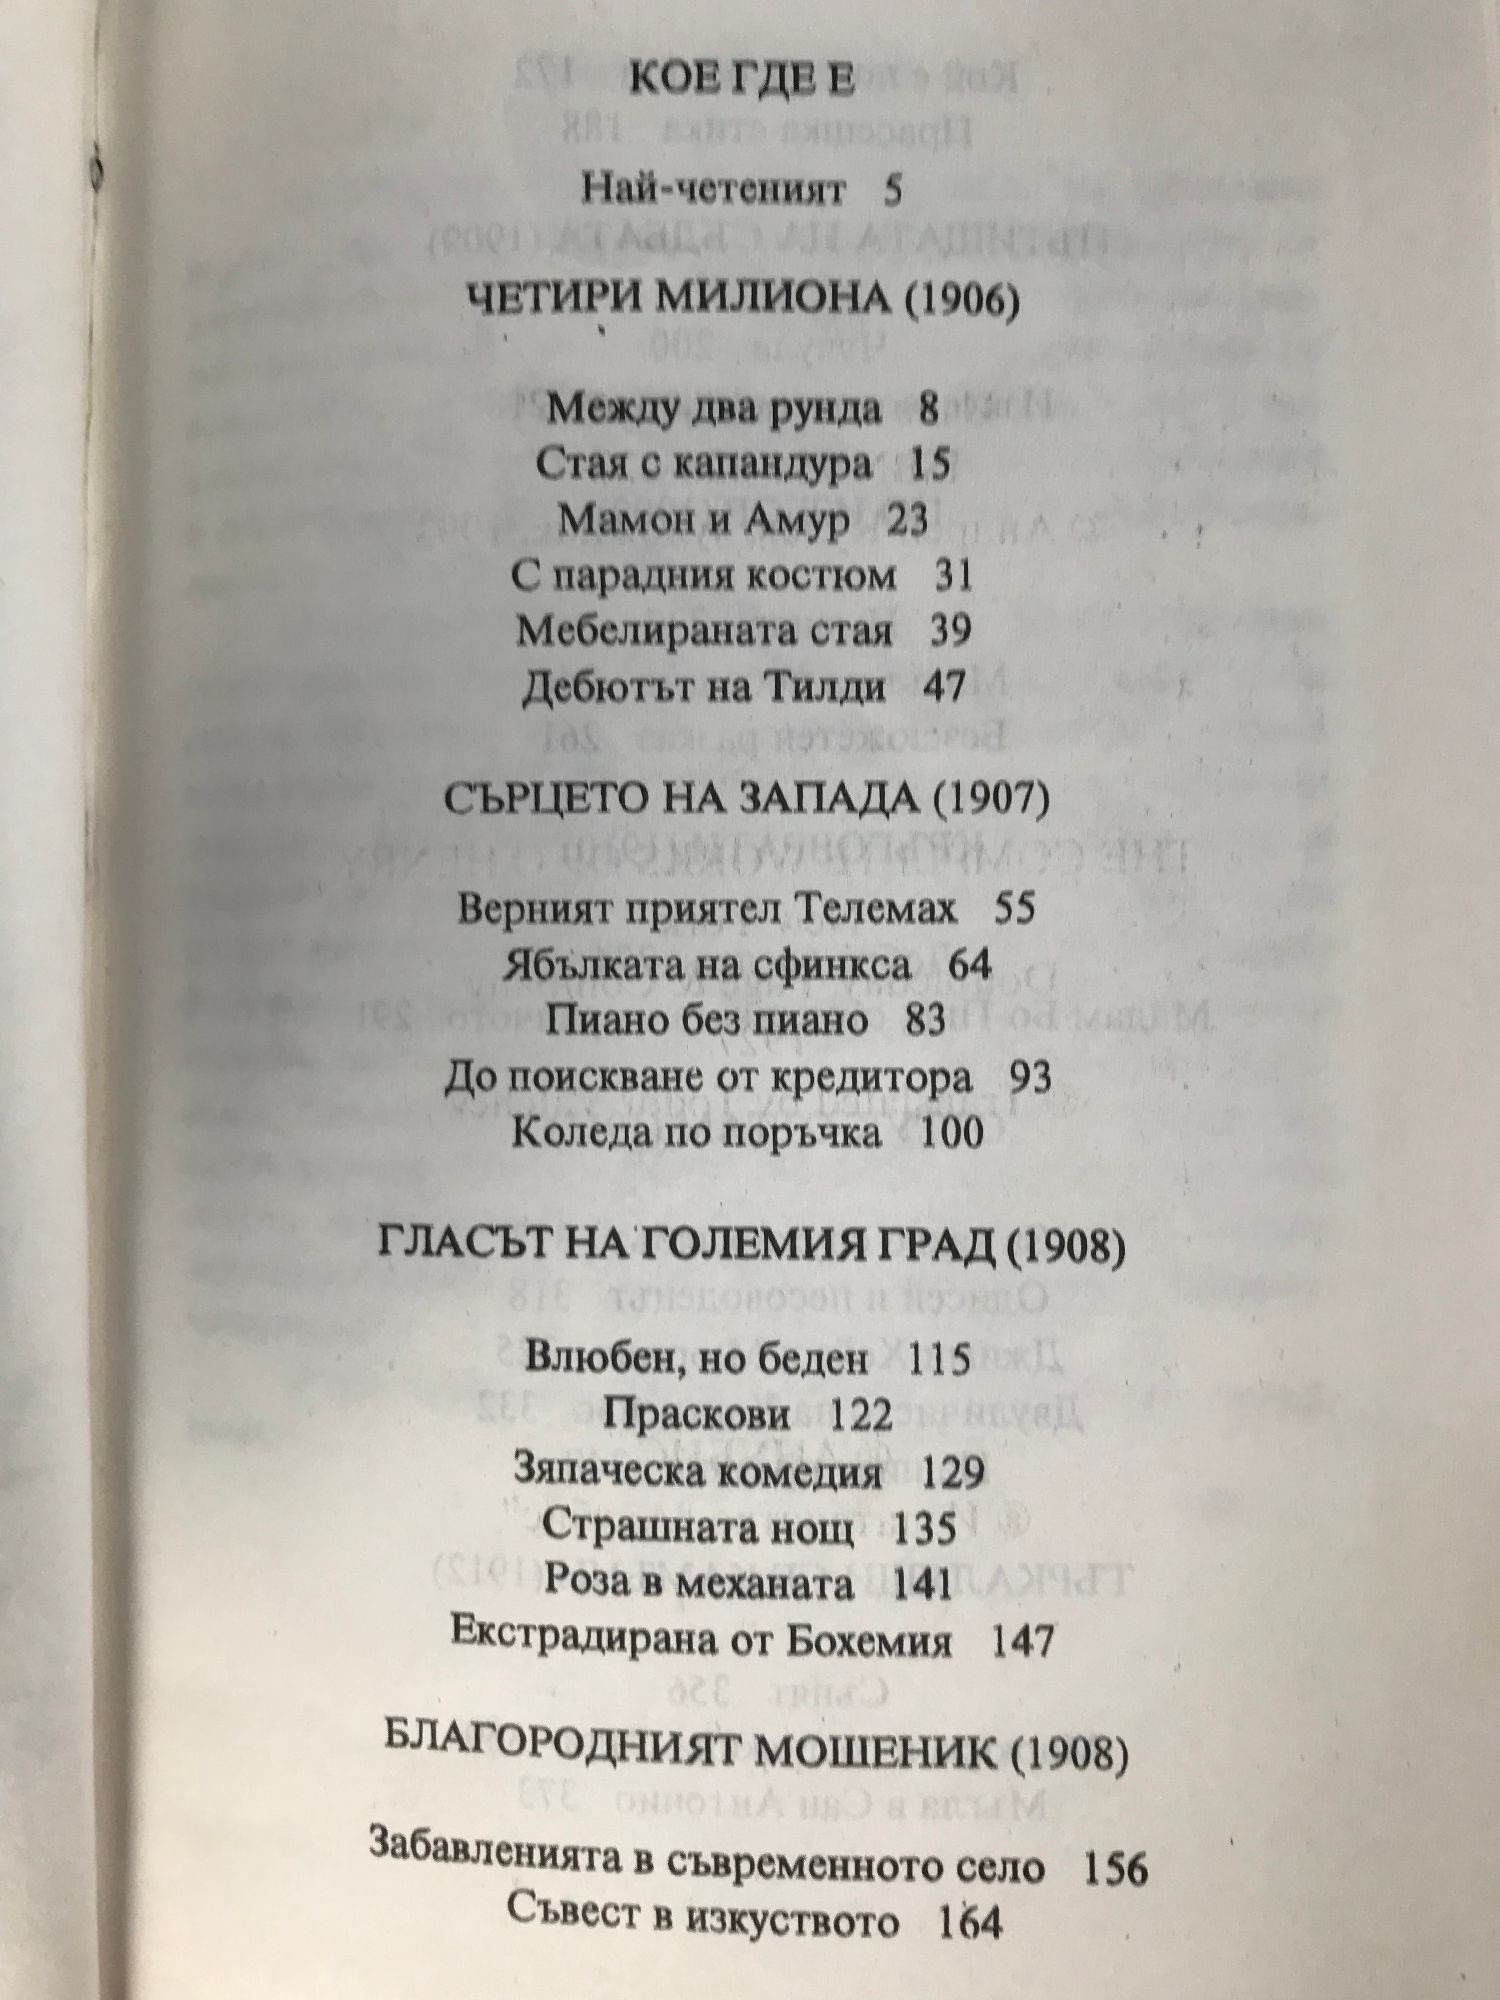 КОЕ ГДЕ Е
Най-четеният 5
ЧЕТИРИ МИЛИОНА (1906)
Между два рунда 8
Стая с капандура 15
Мамон и Амур 23
С парадния костюм 31
Мебелираната стая 39
Дебютът на Тилди 47
СЪРЦЕТО НА ЗАПАДА (1907)
Верният приятел Телемах 55
Ябълката на сфинкса 64
Пиано без пиано 83
До поискване от кредитора 93
Коледа по поръчка 100
ГЛАСЪТ НА ГОЛЕМИЯ ГРАД (1908)
Влюбен, но беден 115
Праскови 122
Зяпаческа комедия 129
Страшната нощ 135
Роза в механата 141
Екстрадирана от Бохемия 147
БЛАГОРОДНИЯТ МОШЕНИК (1908)
Забавленията в съвременното село 156
Съвест в изкуството 164